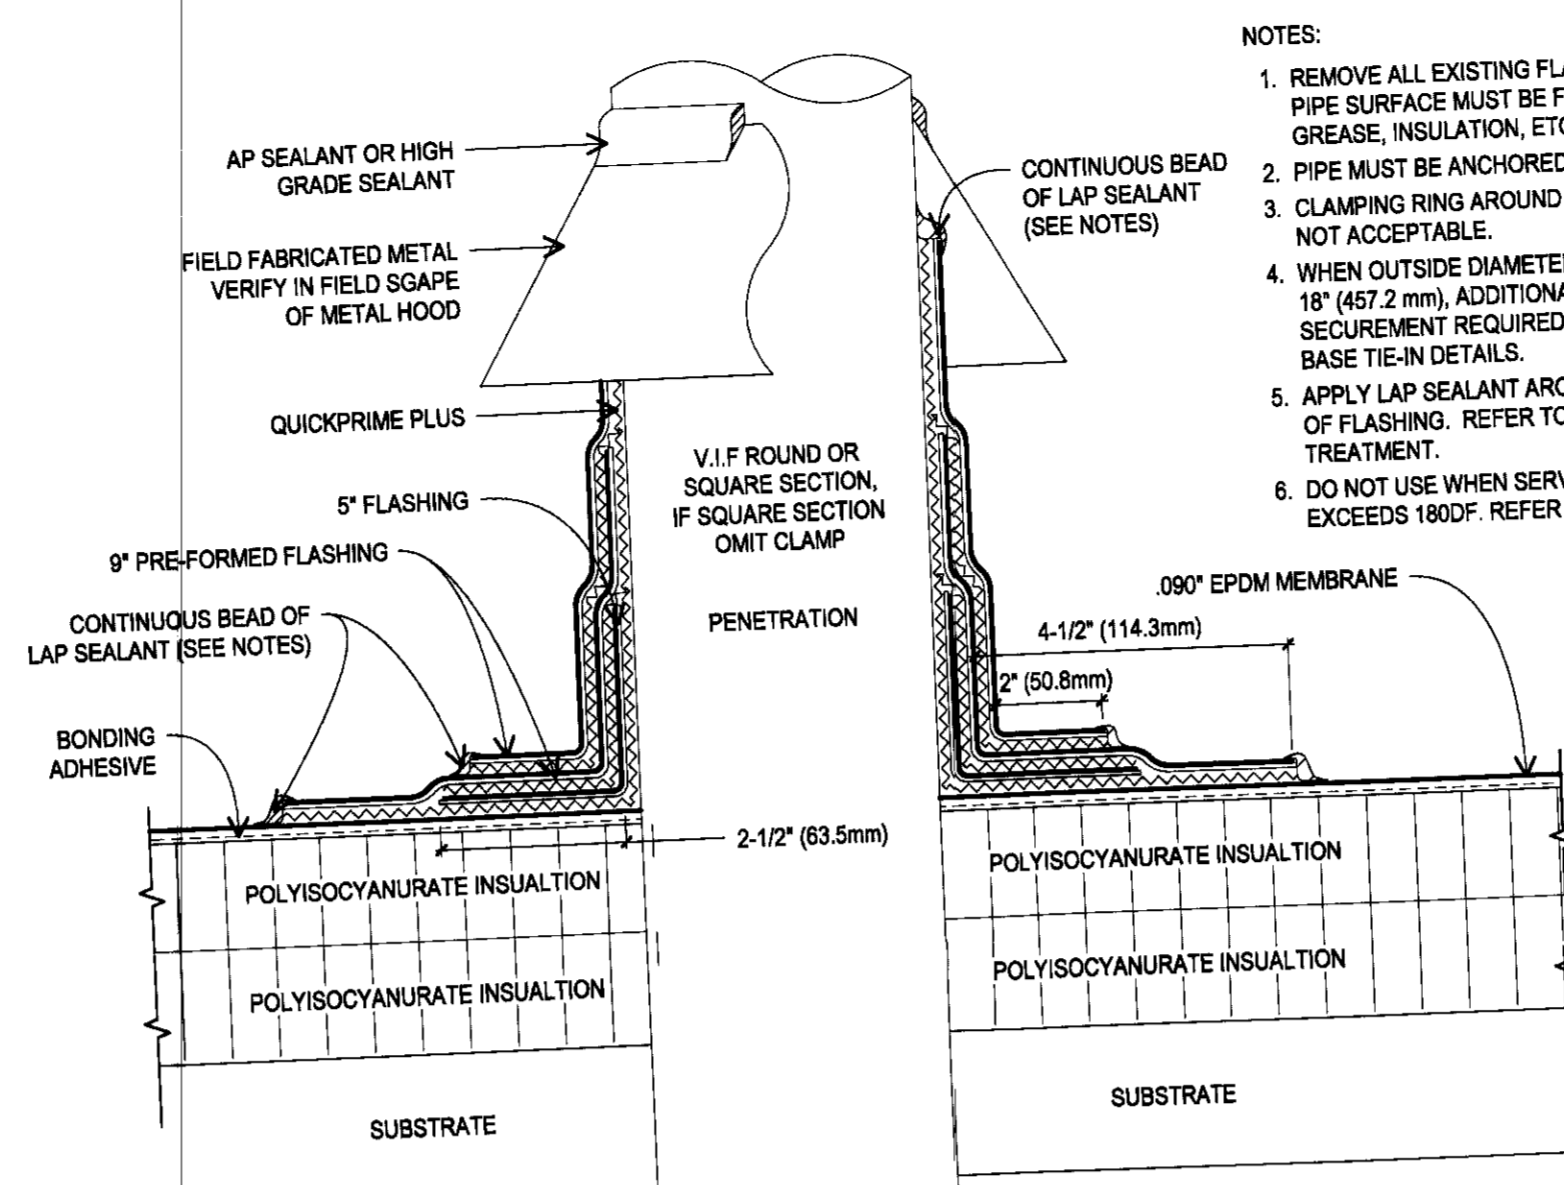 NOTES:
1. REMOVE ALL EXISTING
PIPE SURFACE MUST BE
GREASE, INSULATION,
2. PIPE MUST BE ANCHORED
3. CLAMPING RING AROUND
NOT ACCEPTABLE.
4. WHEN OUTSIDE
18" (457.2 mm),
SECUREMENT REQUIRED
BASE TIE-IN DETAILS.
5. APPLY LAP SEALANT
OF FLASHING. REFER TO
TREATMENT.
6. DO NOT USE WHEN
EXCEEDS 180DF. REFER
AP SEALANT OR HIGH
GRADE SEALANT
FIELD FABRICATED METAL
VERIFY IN FIELD SGAPE
OF METAL HOOD
QUICKPRIME PLUS
5" FLASHING
9" PRE-FORMED FLASHING
CONTINUOUS BEAD OF
LAP SEALANT (SEE NOTES)
BONDING
ADHESIVE
CONTINUOUS BEAD
OF LAP SEALANT
(SEE NOTES)
V.I.F ROUND OR
SQUARE SECTION,
IF SQUARE SECTION
OMIT CLAMP
PENETRATION
.090" EPDM MEMBRANE
4-1/2" (114.3mm)
2" (50.8mm)
2-1/2" (63.5mm)
POLYISOCYANURATE INSUALTION
POLYISOCYANURATE INSUALTION
SUBSTRATE
POLYISOCYANURATE INSUALTION
POLYISOCYANURATE INSUALTION
SUBSTRATE